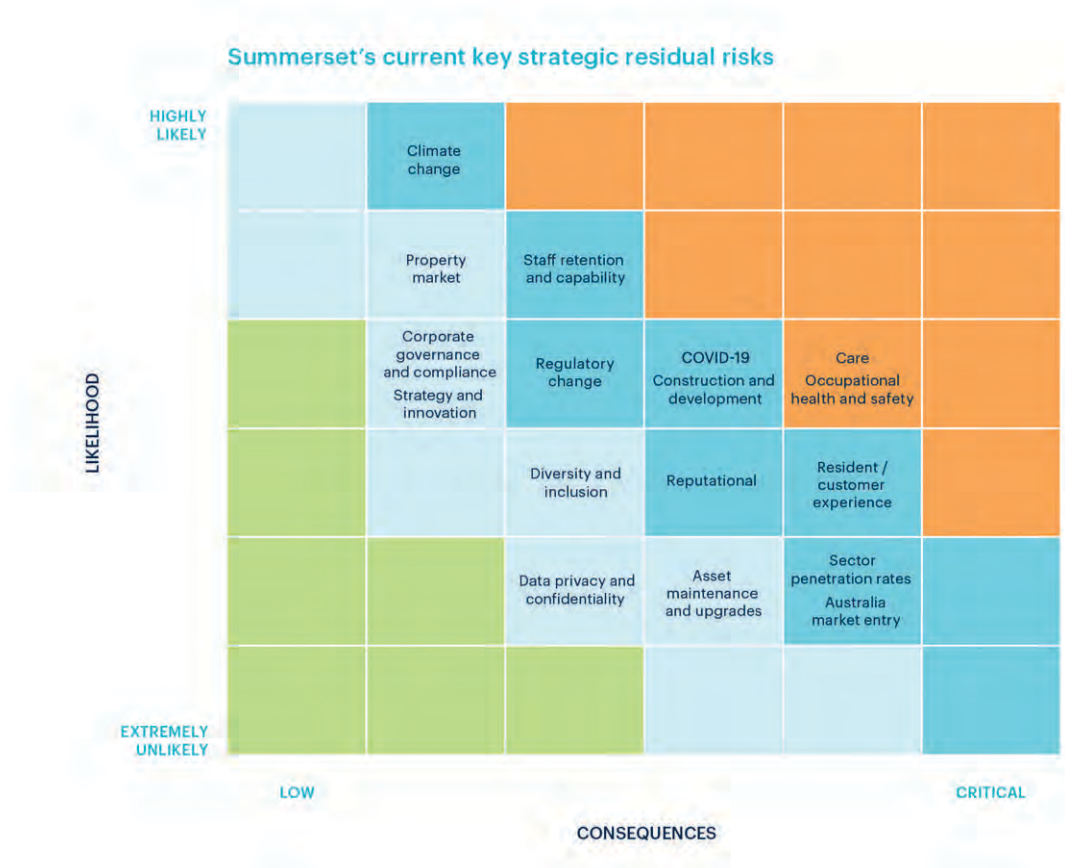 Summerset's current key strategic residual risks
HIGHLY
LIKELY
Climate
change
Property
market
Staff retention
and capability
Corporate
governance
and compliance
Strategy and
innovation
Regulatory
change
COVID-19
Construction and
development
Care
Occupational
health and safety
LIKELIHOOD
Diversity and
inclusion
Reputational
Resident /
customer
experience
Data privacy and
confidentiality
Asset
maintenance
and upgrades
Sector
penetration rates
Australia
market entry
EXTREMELY
UNLIKELY
LOW
CRITICAL
CONSEQUENCES